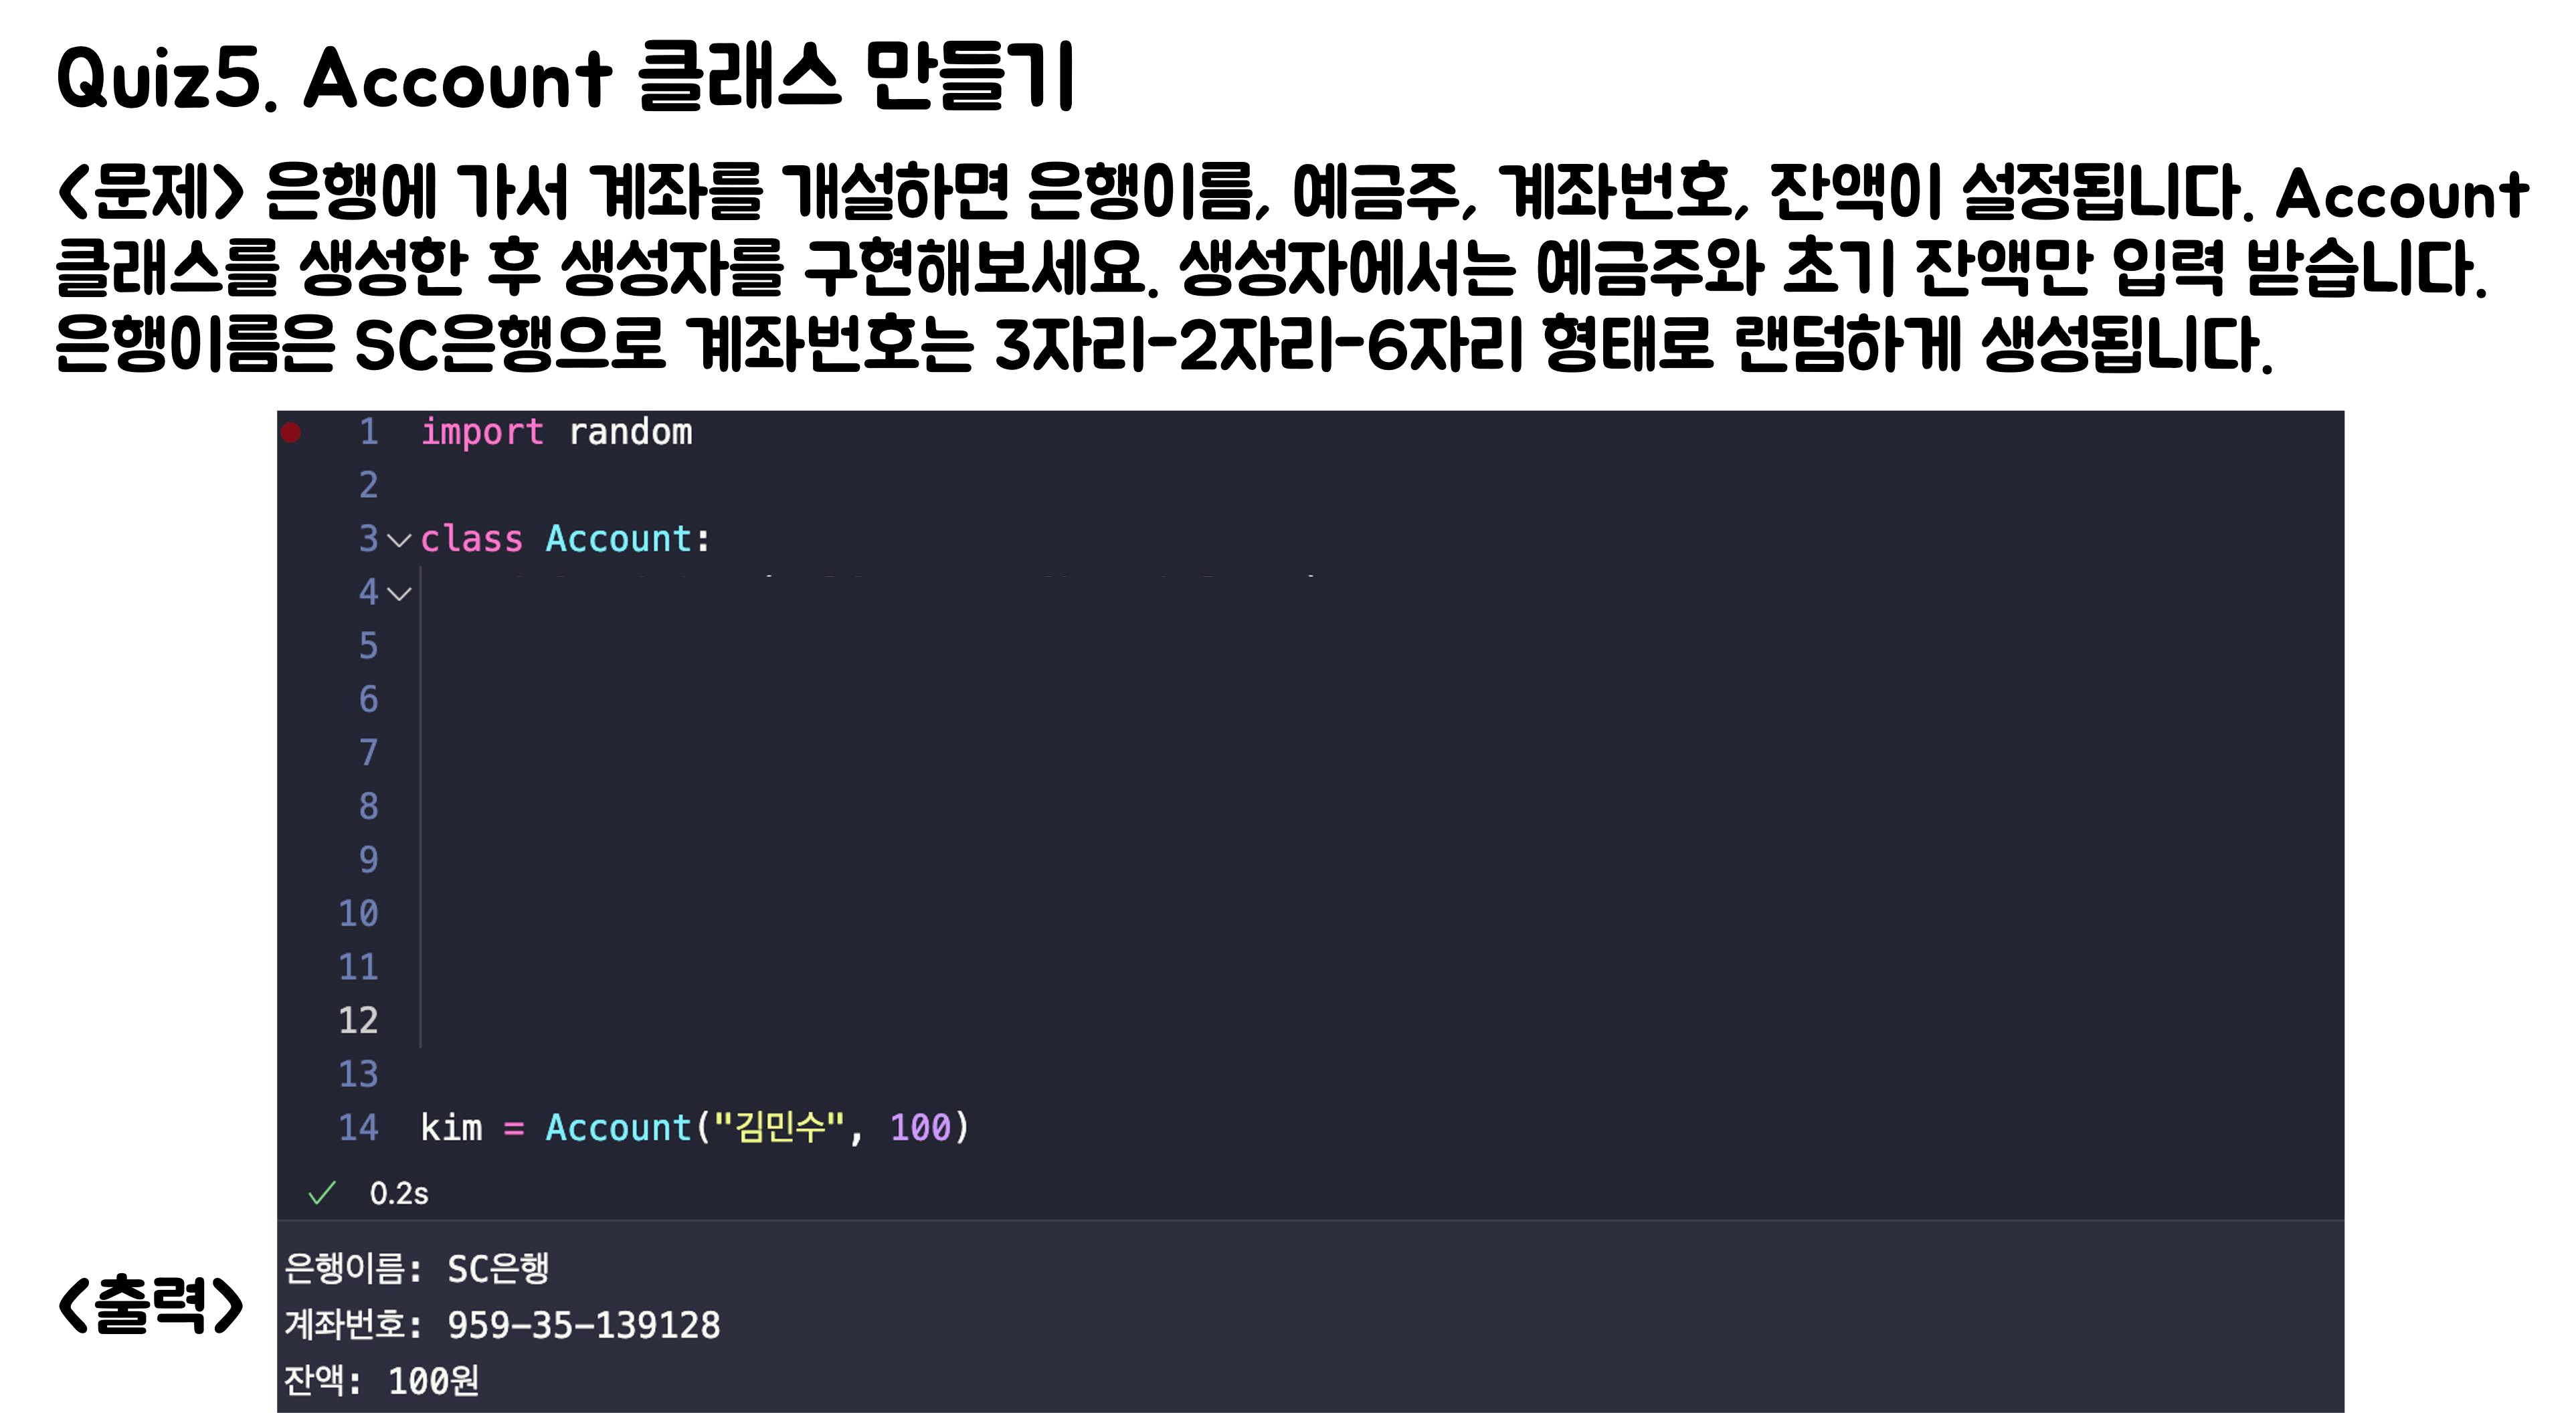 Quiz5. Account 클래스 만들기
<문제> 은행에 가서 계좌를 개설하면 은행이름, 예금주, 계좌번호, 잔액이 설정됩니다. Account
클래스를 생성한 후 생성자를 구현해보세요. 생성자에서는 예금주와 초기 잔액만 입력 받습니다.
은행이름은 SC은행으로 계좌번호는 3자리-2자리-6자리 형태로 랜덤하게 생성됩니다.
1 import random
2
3 class Account:
4
5
6
7
8
9
10
11
12
13
14 kim = Account("김민수", 100)
0.2s
<출력>
은행이름: SC은행
계좌번호: 959-35-139128
잔액: 100원